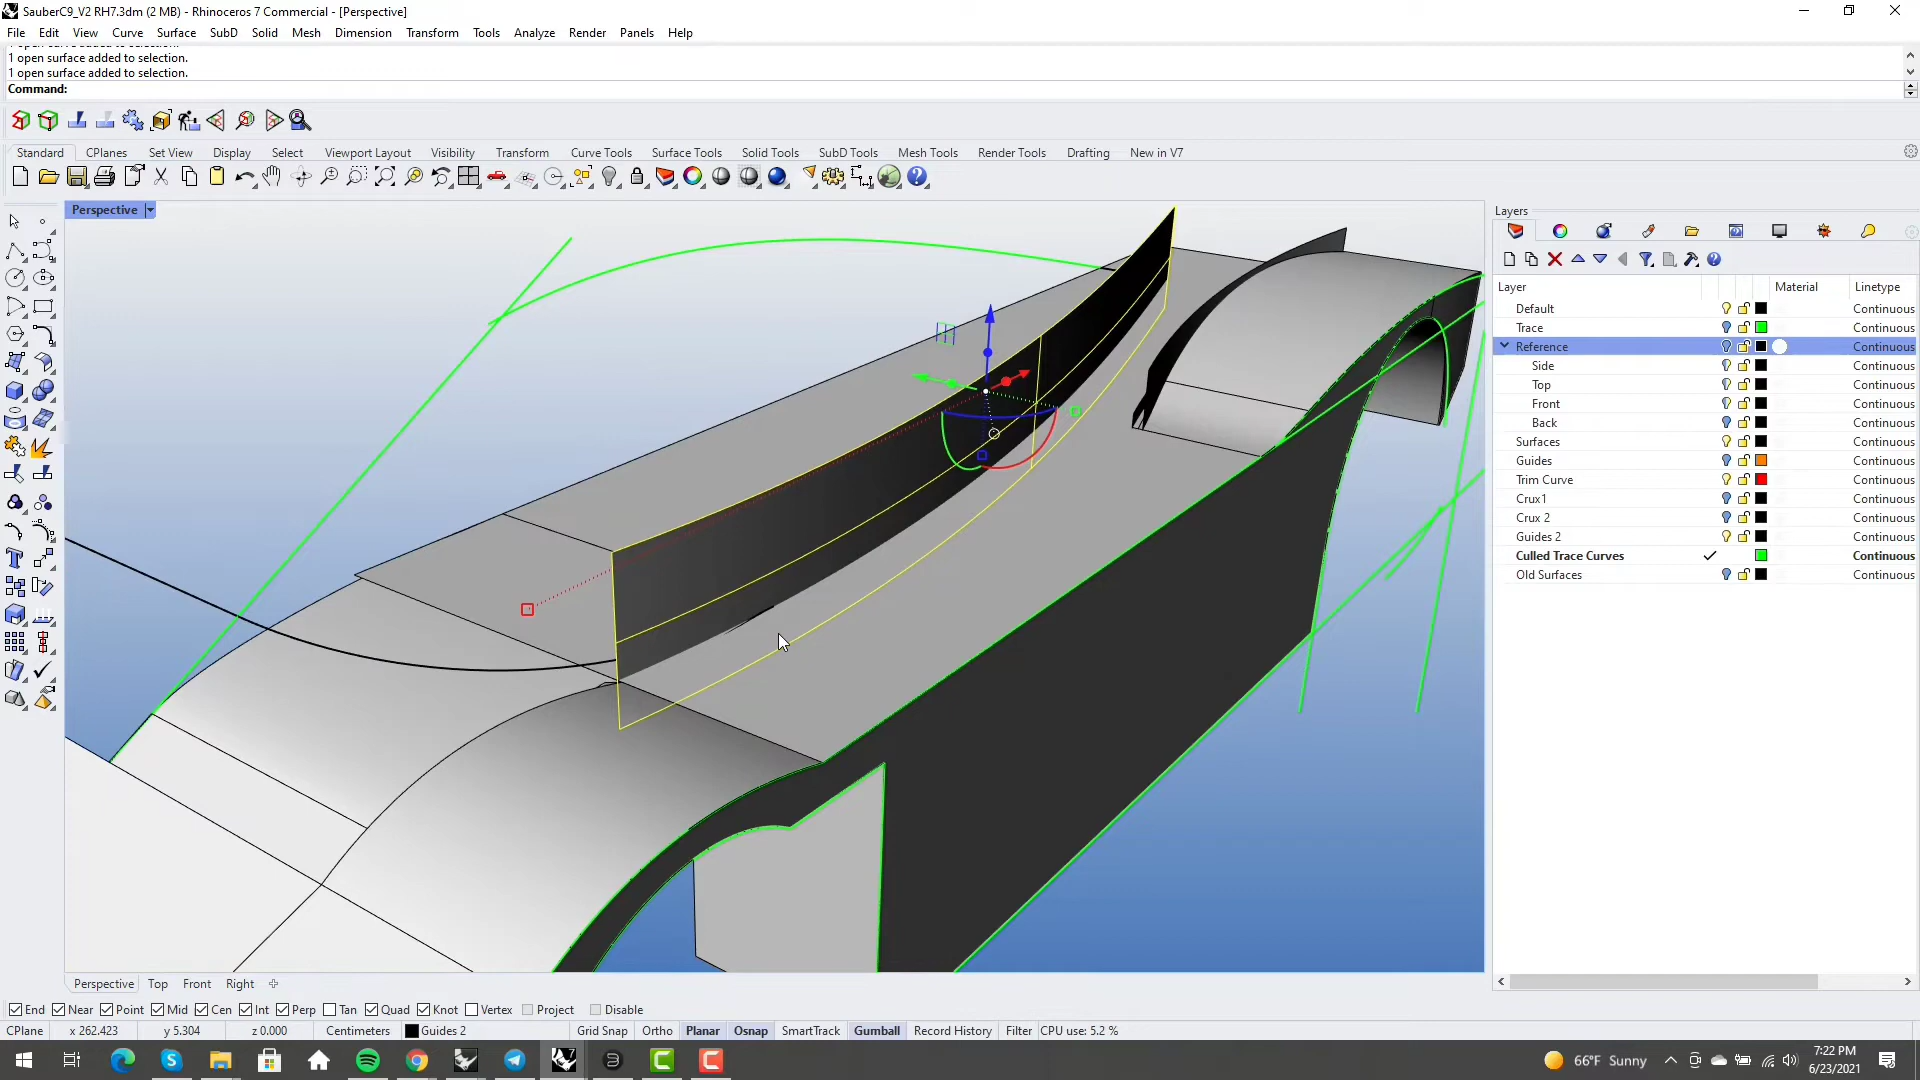 SauberC9_V2 RH7.3dm (2 MB) - Rhinoceros 7 Commercial - [Perspective]
File Edit View Curve Surface SubD Solid Mesh Dimension Transform Tools Analyze Render Panels Help
1 open surface added to selection.
1 open surface added to selection.
Command:
Standard CPlanes Set View Display Select Viewport Layout Visibility Transform Curve Tools Surface Tools Solid Tools SubD Tools Mesh Tools Render Tools Drafting New in V7
Perspective
Layers
Layer Material Linetype
Default Continuous
Trace Continuous
Reference Continuous
Side Continuous
Top Continuous
Front Continuous
Back Continuous
Surfaces Continuous
Guides Continuous
Trim Curve Continuous
Crux1 Continuous
Crux 2 Continuous
Guides 2 Continuous
Culled Trace Curves Continuous
Old Surfaces Continuous
Perspective Top Front Right
End Near Point Mid Cen Int Perp Tan Quad Knot Vertex Project Disable
CPlane x 262.423 y 5.304 z 0.000 Centimeters Guides 2 Grid Snap Ortho Planar Osnap SmartTrack Gumball Record History Filter CPU use: 5.2 %
66°F Sunny
7:22 PM
6/23/2021